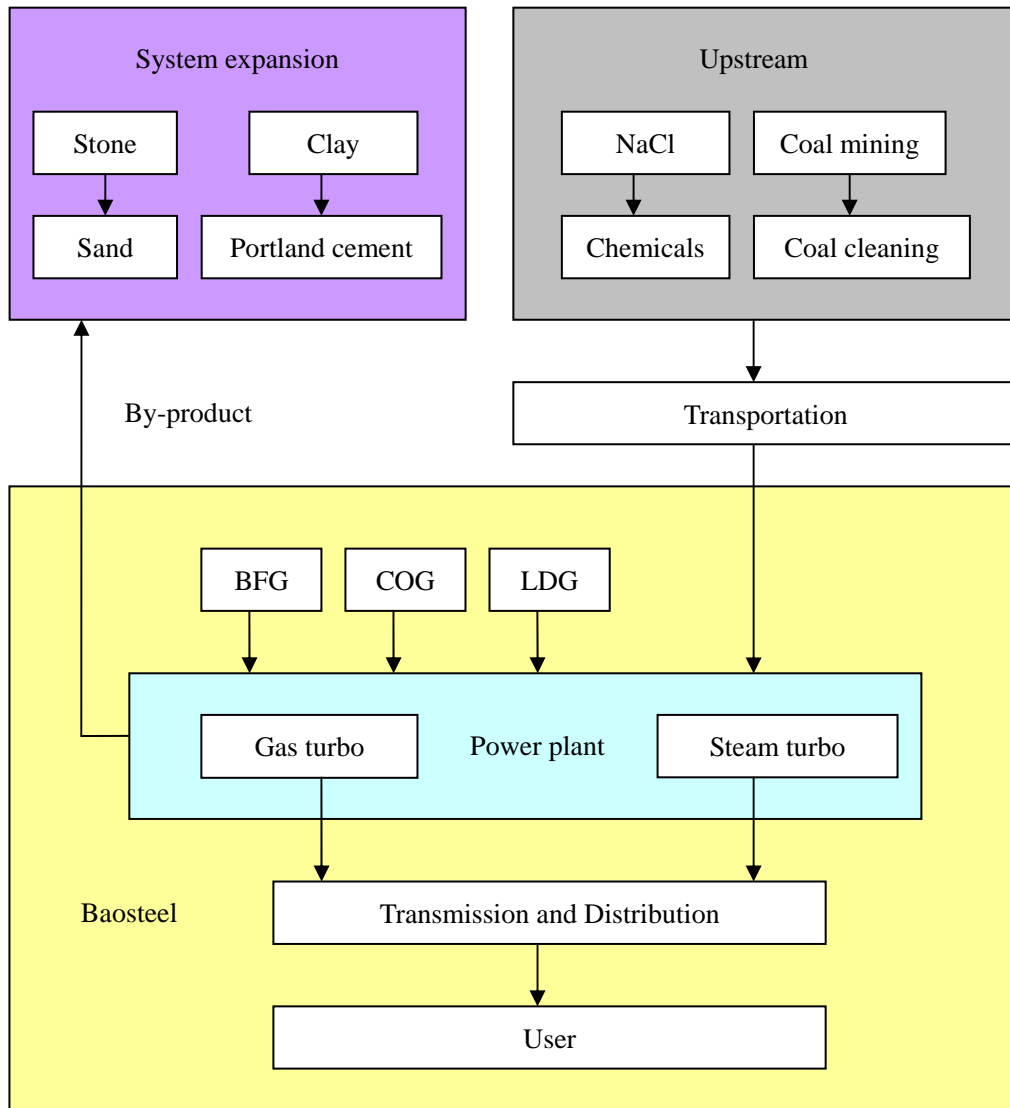 System expansion
Stone
Clay
Sand
Portland cement
Upstream
NaCl
Coal mining
Chemicals
Coal cleaning
By-product
Transportation
BFG
COG
LDG
Gas turbo
Power plant
Steam turbo
Baosteel
Transmission and Distribution
User